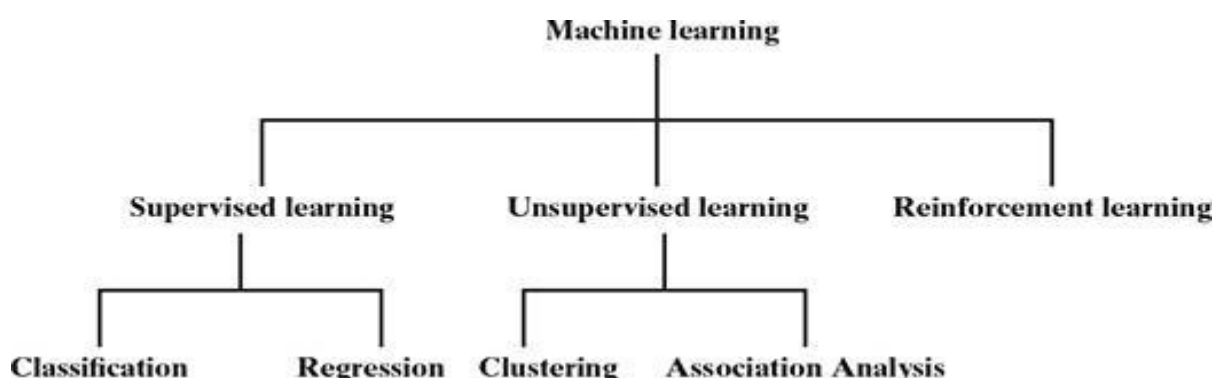 Machine learning
Supervised learning Unsupervised learning Reinforcement learning
Classification Regression Clustering Association Analysis